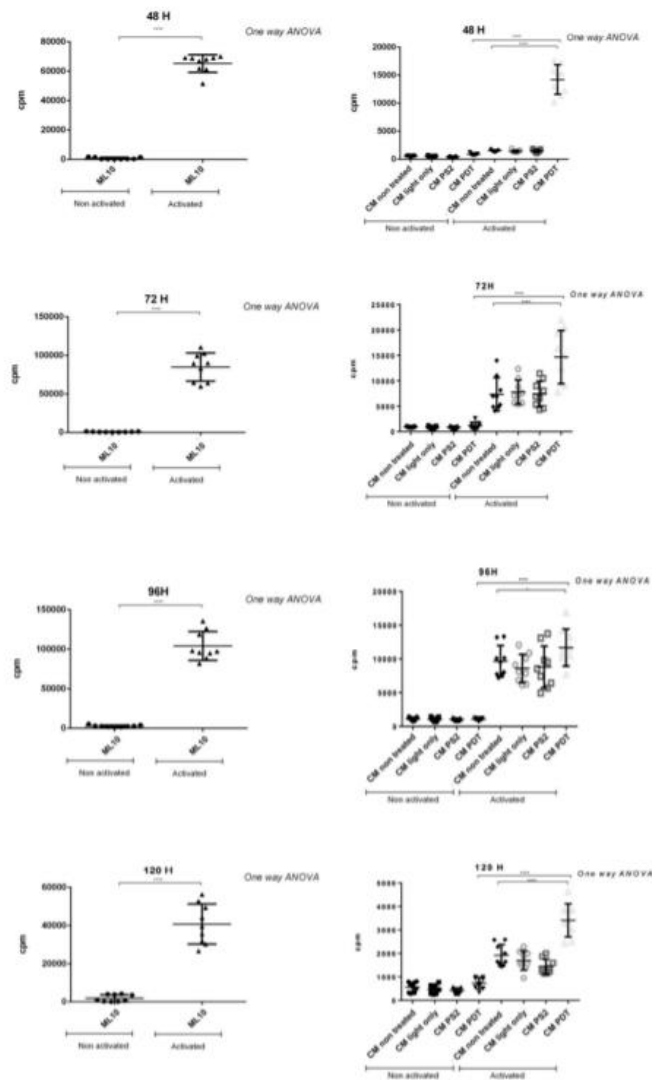 48 H
One way ANOVA
80000
60000
40000
20000
0
cpm
ML10
ML10
Non activated
Activated
48 H
One way ANOVA
20000
15000
10000
5000
0
cpm
CM non treated
CM light only
CM PS2
CM PDT
CM non treated
CM light only
CM PS2
CM PDT
Non activated
Activated
72 H
One way ANOVA
150000
100000
50000
0
cpm
ML10
ML10
Non activated
Activated
72H
One way ANOVA
25000
20000
15000
10000
5000
0
cpm
CM non treated
CM light only
CM PS2
CM PDT
CM non treated
CM light only
CM PS2
CM PDT
Non activated
Activated
96H
One way ANOVA
150000
100000
50000
0
cpm
ML10
ML10
Non activated
Activated
96H
One way ANOVA
20000
15000
10000
5000
0
cpm
CM non treated
CM light only
CM PS2
CM PDT
CM non treated
CM light only
CM PS2
CM PDT
Non activated
Activated
120 H
One way ANOVA
60000
40000
20000
0
cpm
ML10
ML10
Non activated
Activated
120 H
One way ANOVA
5000
4000
3000
2000
1000
0
cpm
CM non treated
CM light only
CM PS2
CM PDT
CM non treated
CM light only
CM PS2
CM PDT
Non activated
Activated